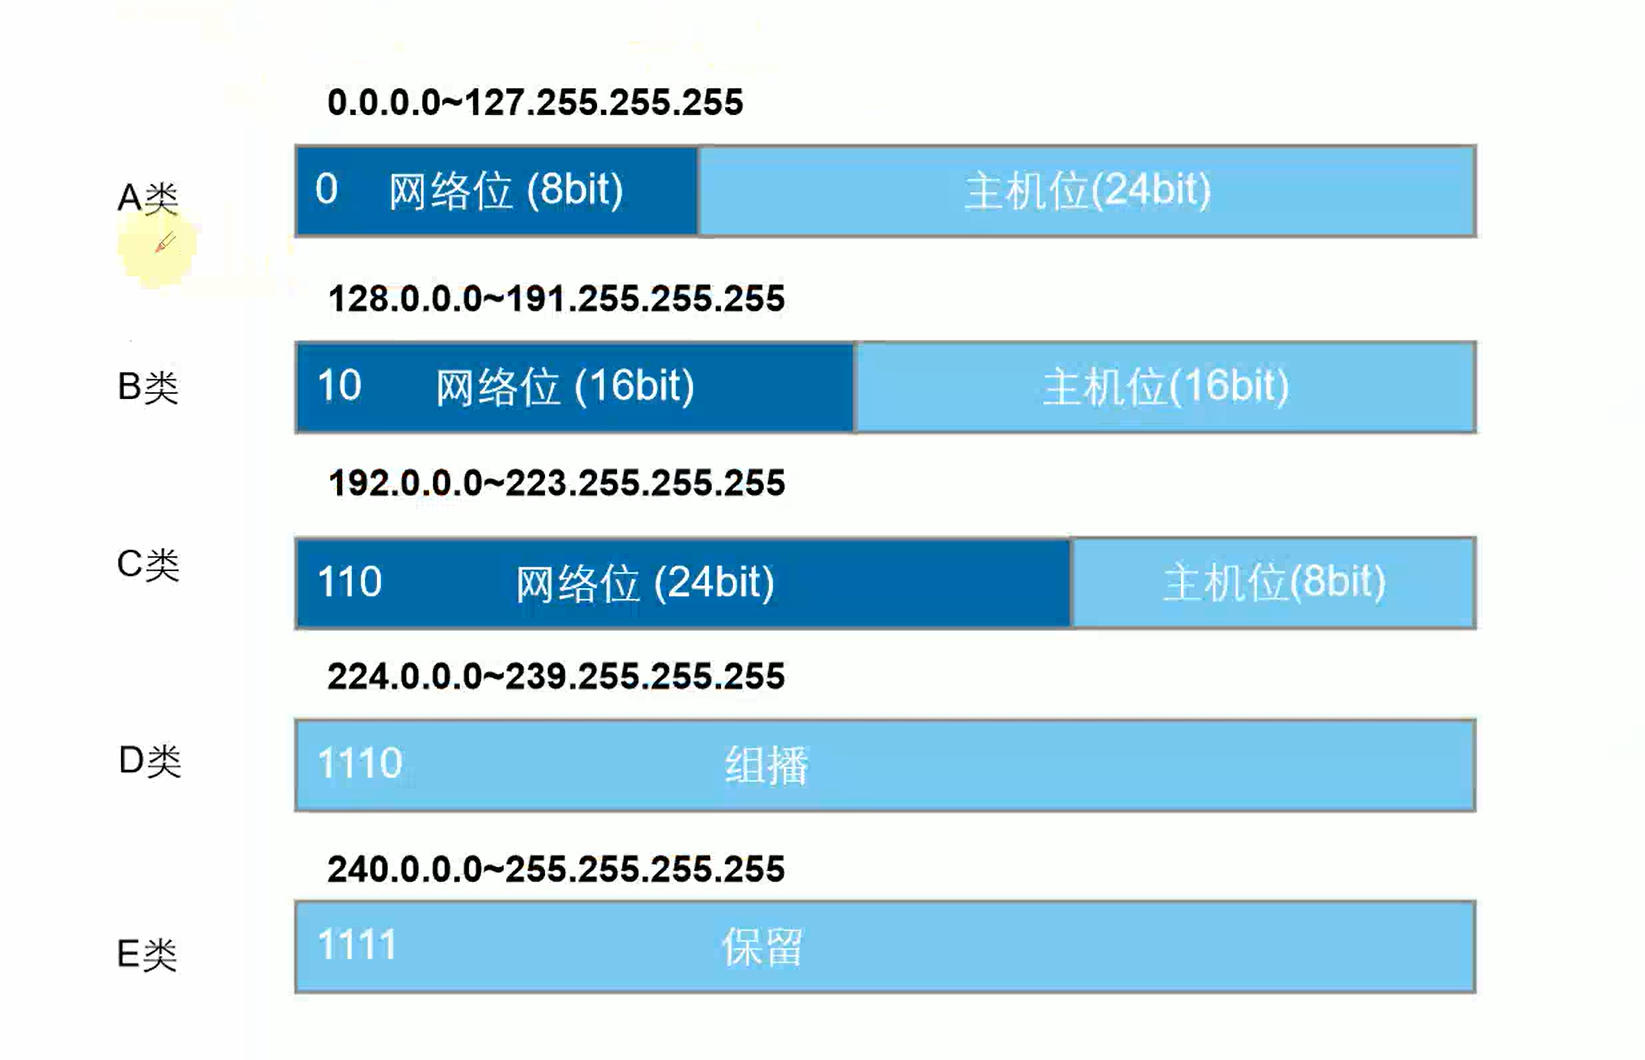 0.0.0.0~127.255.255.255
A类 0 网络位 (8bit) 主机位(24bit)
128.0.0.0~191.255.255.255
B类 10 网络位 (16bit) 主机位(16bit)
192.0.0.0~223.255.255.255
C类 110 网络位 (24bit) 主机位(8bit)
224.0.0.0~239.255.255.255
D类 1110 组播
240.0.0.0~255.255.255.255
E类 1111 保留